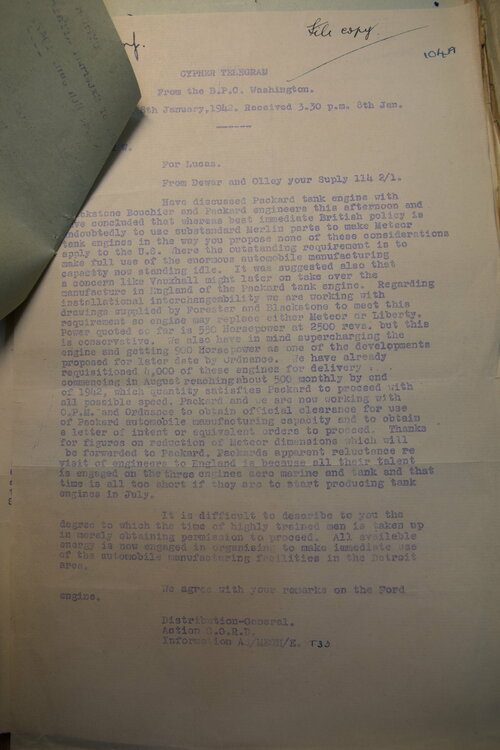 File copy
104A
CYPHER TELEGRAM
From the B.P.O. Washington.
8th January, 1942. Received 3.30 p.m. 8th Jan.
For Lucas.
From Dewar and Olley your Suply 114 2/1.
Have discussed Packard tank engine with
Blackstone Bouchier and Packard engineers this afternoon and
have concluded that whereas best immediate British policy is
undoubtedly to use substandard Merlin parts to make Meteor
tank engines in the way you propose none of these considerations
apply to the U.S. where the outstanding requirement is to
make full use of the enormous automobile manufacturing
capacity now standing idle. It was suggested also that
a concern like Vauxhall might later on take over the
manufacture in England of the Packard tank engine. Regarding
installational interchangeability we are working with
drawings supplied by Forester and Blackstone to meet this
requirement so engine may replace either Meteor or Liberty.
Power quoted so far is 520 Horsepower at 2500 revs. but this
is conservative. We also have in mind supercharging the
engine and getting 900 Horsepower as one of the developments
proposed for later date by Ordnance. We have already
requisitioned 4,000 of these engines for delivery
commencing in August reaching about 500 monthly by end
of 1942, which quantity satisfies Packard to proceed with
all possible speed. Packard and we are now working with
O.P.M. and Ordnance to obtain official clearance for use
of Packard automobile manufacturing capacity and to obtain
a letter of intent or equivalent orders to proceed. Thanks
for figures on reduction of Meteor dimensions which will
be forwarded to Packard. Packards apparent reluctance re
visit of engineers to England is because all their talent
is engaged on the three engines aero marine and tank and that
time is all too short if they are to start producing tank
engines in July.
It is difficult to describe to you the
degree to which the time of highly trained men is taken up
in merely obtaining permission to proceed. All available
energy is now engaged in organising to make immediate use
of the automobile manufacturing facilities in the Detroit
area.
We agree with your remarks on the Ford
engine.
Distribution-General.
Action D.G.R.D.
Information A.